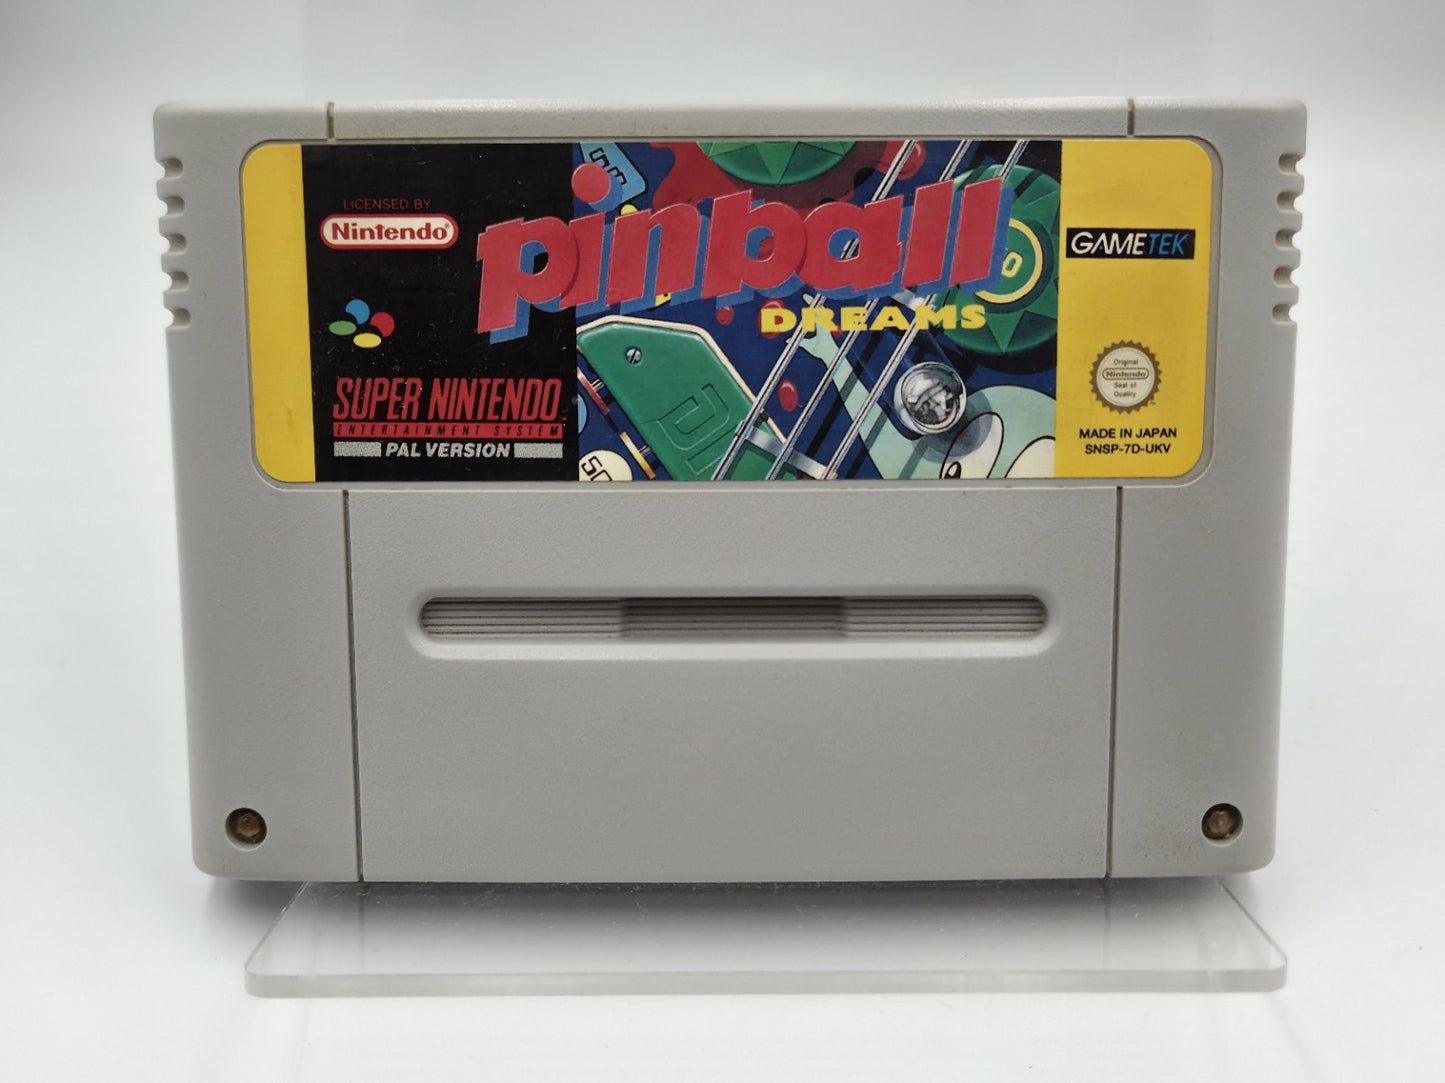 LICENSED BY
Nintendo®
SUPER NINTENDO
ENTERTAINMENT SYSTEM
PAL VERSION
pinball
DREAMS
GAMETEK
Original
Nintendo
Seal of
Quality
MADE IN JAPAN
SNSP-7D-UKV